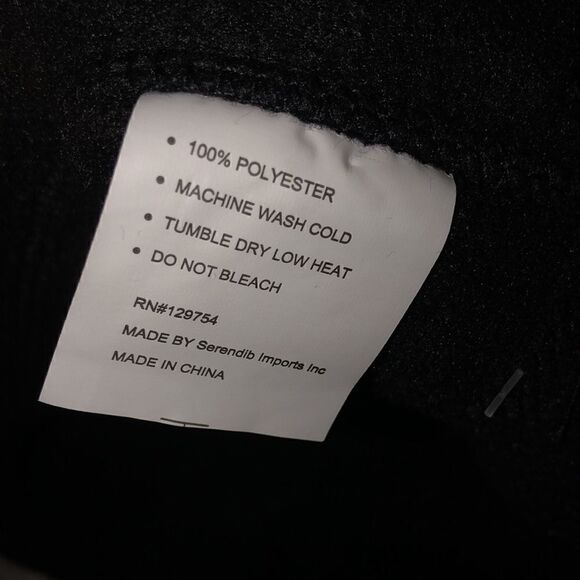 • 100% POLYESTER
• MACHINE WASH COLD
• TUMBLE DRY LOW HEAT
• DO NOT BLEACH
RN#129754
MADE BY Serendib Imports Inc
MADE IN CHINA